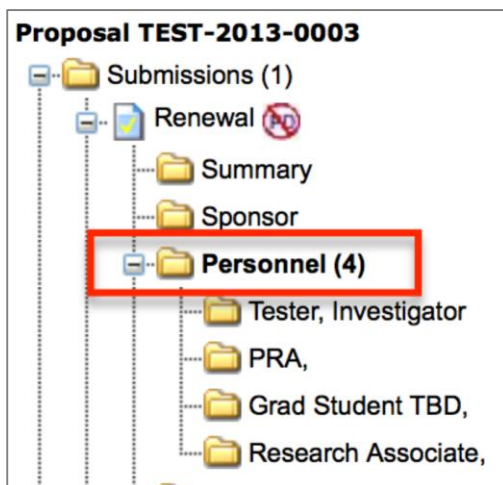 Proposal TEST-2013-0003
Submissions (1)
Renewal PD
Summary
Sponsor
Personnel (4)
Tester, Investigator
PRA,
Grad Student TBD,
Research Associate,